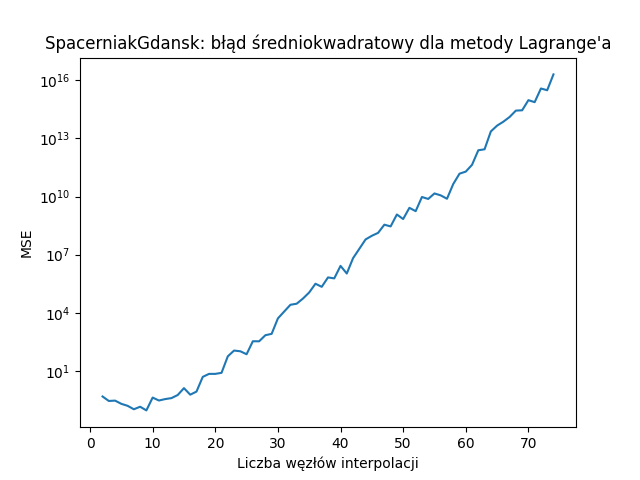 SpacerniakGdansk: błąd średniokwadratowy dla metody Lagrange'a
10^16
10^13
10^10
10^7
10^4
10^1
MSE
0 10 20 30 40 50 60 70
Liczba węzłów interpolacji